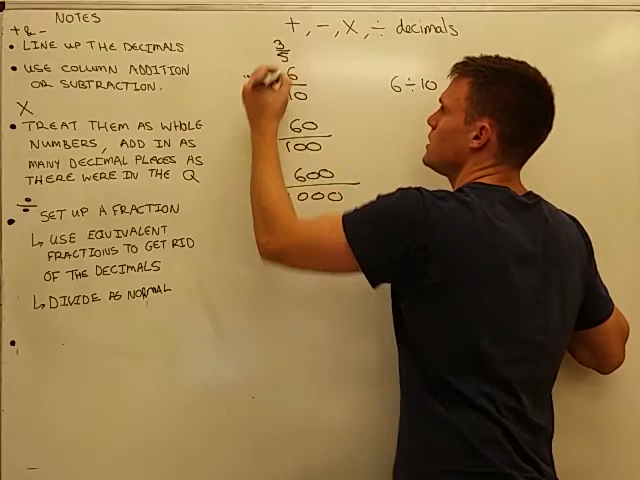 NOTES
+ & -
• LINE UP THE DECIMALS
• USE COLUMN ADDITION
OR SUBTRACTION.
X
• TREAT THEM AS WHOLE
NUMBERS, ADD IN AS
MANY DECIMAL PLACES AS
THERE WERE IN THE Q
÷
• SET UP A FRACTION
↳ USE EQUIVALENT
FRACTIONS TO GET RID
OF THE DECIMALS
↳ DIVIDE AS NORMAL
+, -, X, ÷ decimals
3
5
6
10
60
100
600
000
6÷10